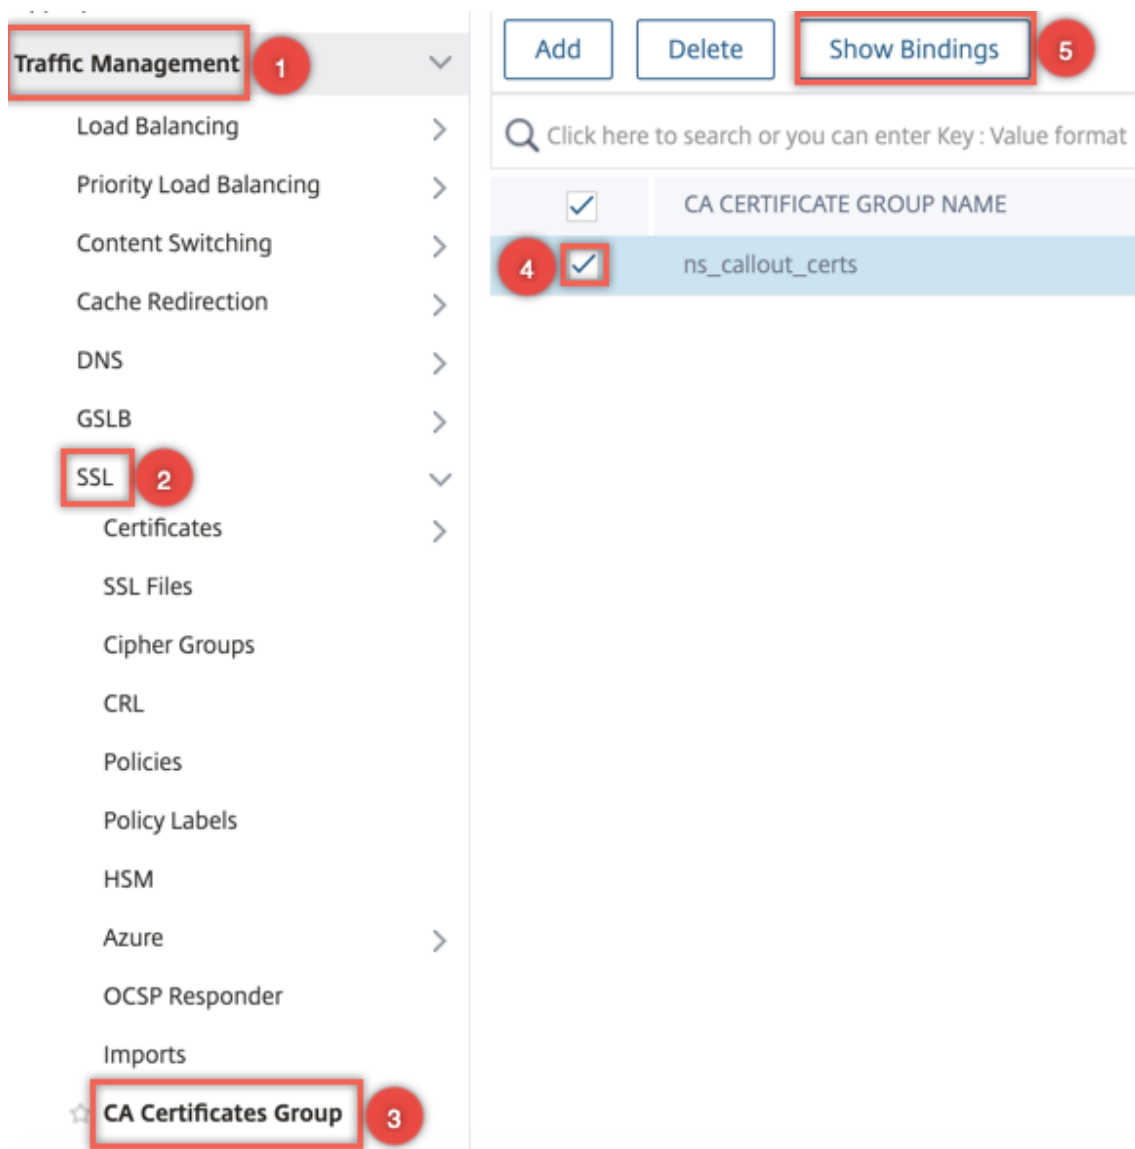 Traffic Management 1
Load Balancing
Priority Load Balancing
Content Switching
Cache Redirection
DNS
GSLB
SSL 2
Certificates
SSL Files
Cipher Groups
CRL
Policies
Policy Labels
HSM
Azure
OCSP Responder
Imports
CA Certificates Group 3
Add Delete Show Bindings 5
Click here to search or you can enter Key : Value format
CA CERTIFICATE GROUP NAME
4 ns_callout_certs